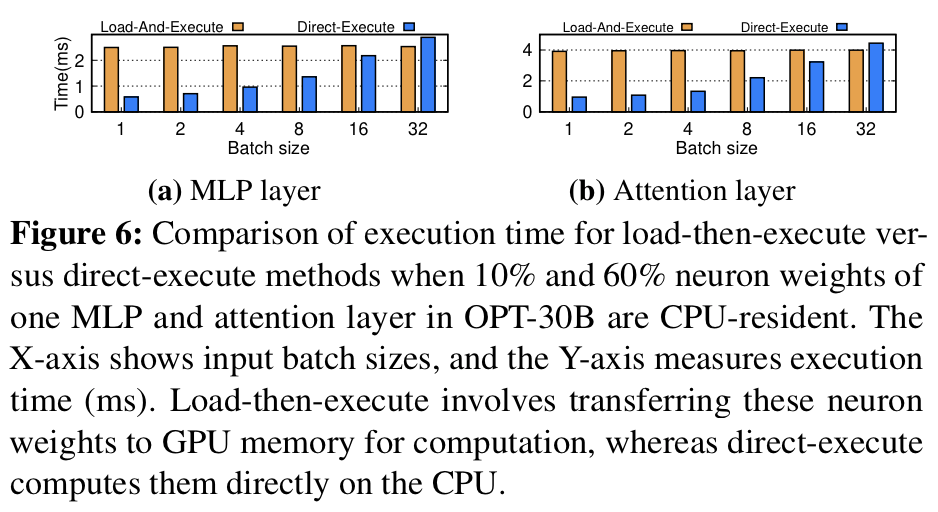 Load-And-Execute Direct-Execute
Time(ms)
2
1
0
1 2 4 8 16 32
Batch size
(a) MLP layer
Load-And-Execute Direct-Execute
4
2
0
1 2 4 8 16 32
Batch size
(b) Attention layer
Figure 6: Comparison of execution time for load-then-execute ver-
sus direct-execute methods when 10% and 60% neuron weights of
one MLP and attention layer in OPT-30B are CPU-resident. The
X-axis shows input batch sizes, and the Y-axis measures execution
time (ms). Load-then-execute involves transferring these neuron
weights to GPU memory for computation, whereas direct-execute
computes them directly on the CPU.